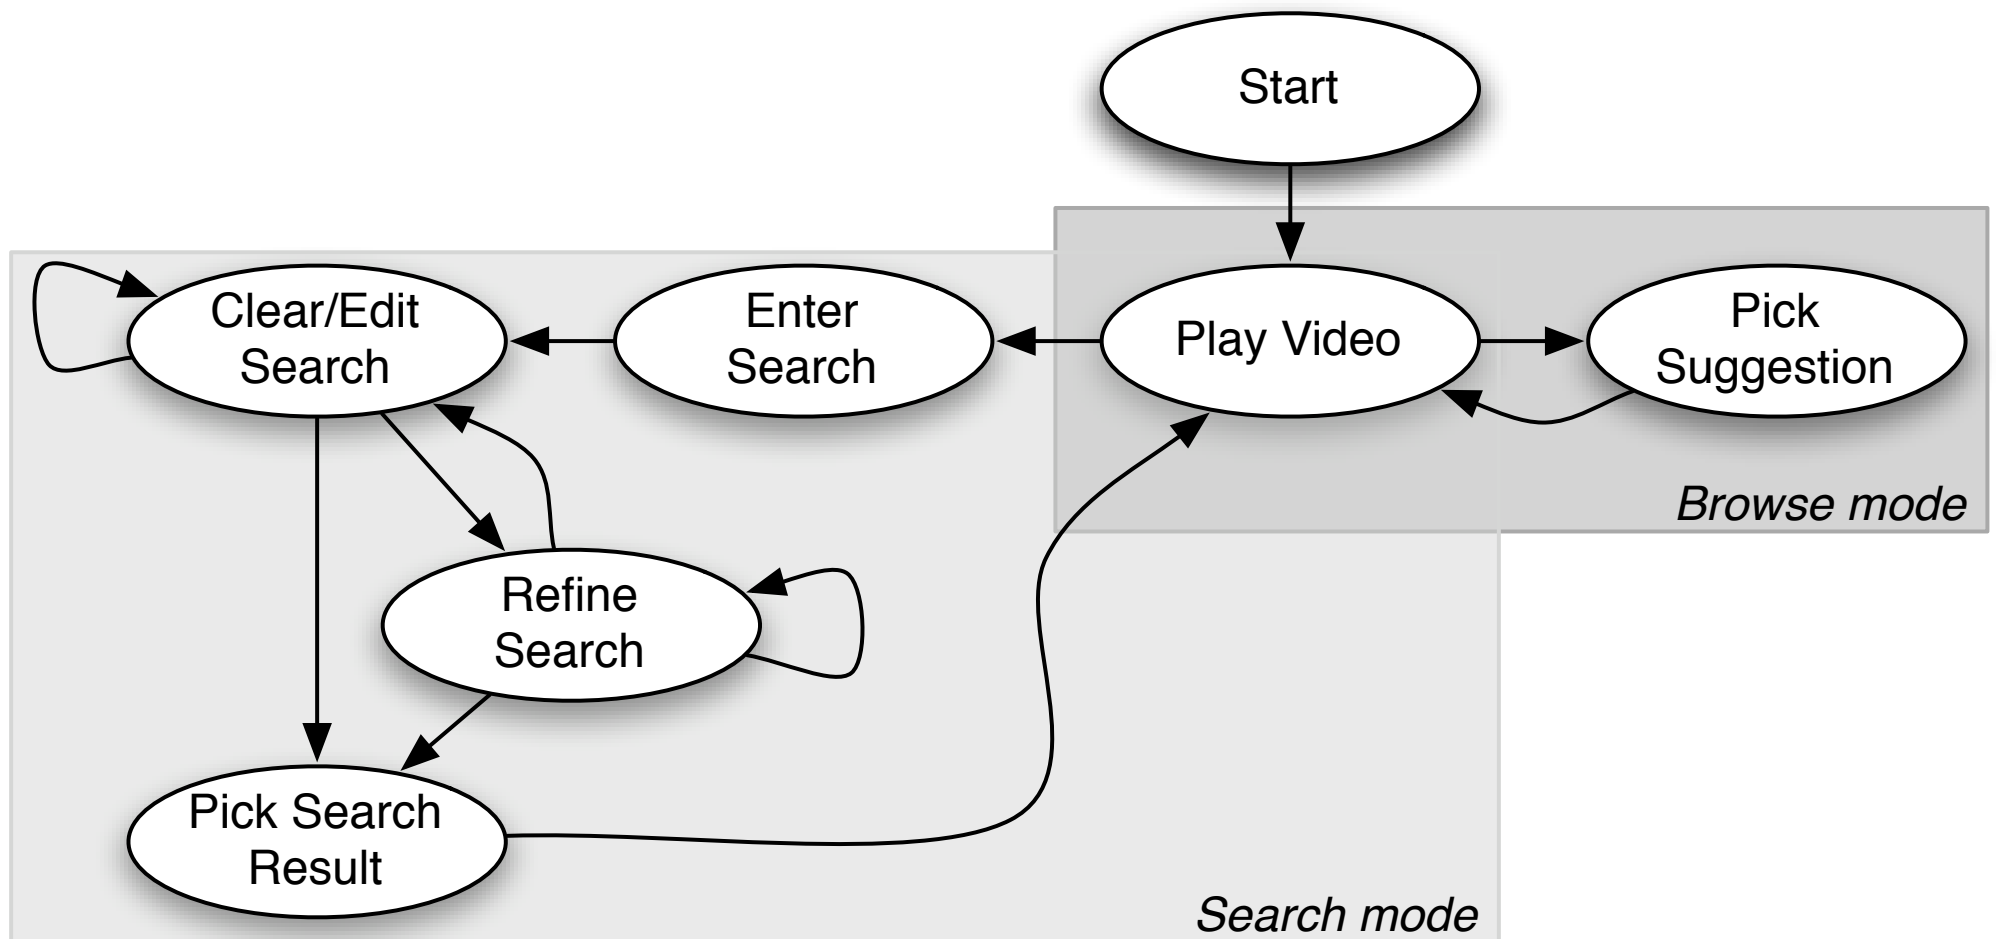 Start
Clear/Edit
Search
Enter
Search
Play Video
Pick
Suggestion
Browse mode
Refine
Search
Pick Search
Result
Search mode